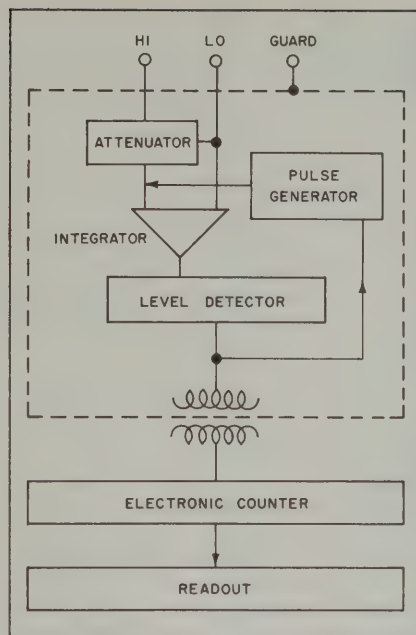 HI LO GUARD
ATTENUATOR
PULSE
GENERATOR
INTEGRATOR
LEVEL DETECTOR
ELECTRONIC COUNTER
READOUT